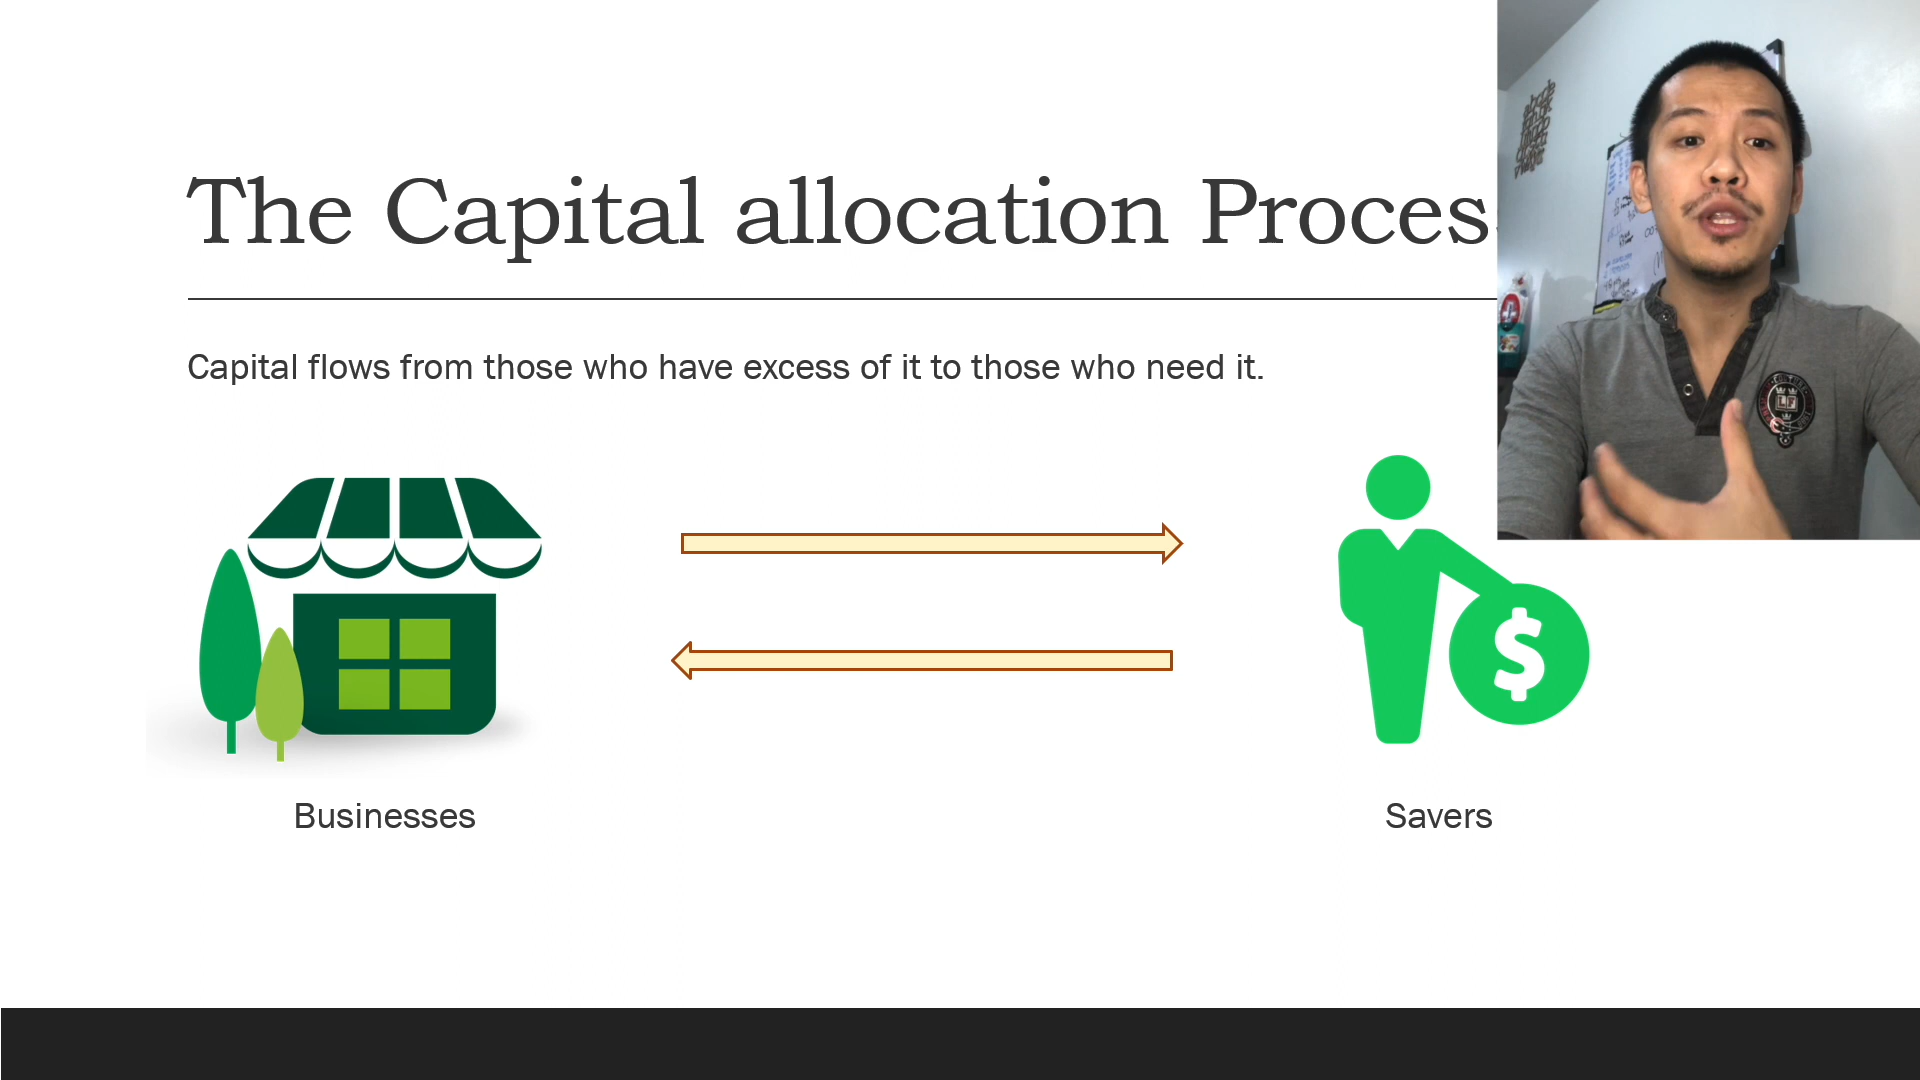 The Capital allocation Proces
Capital flows from those who have excess of it to those who need it.
$
Businesses
Savers
LF